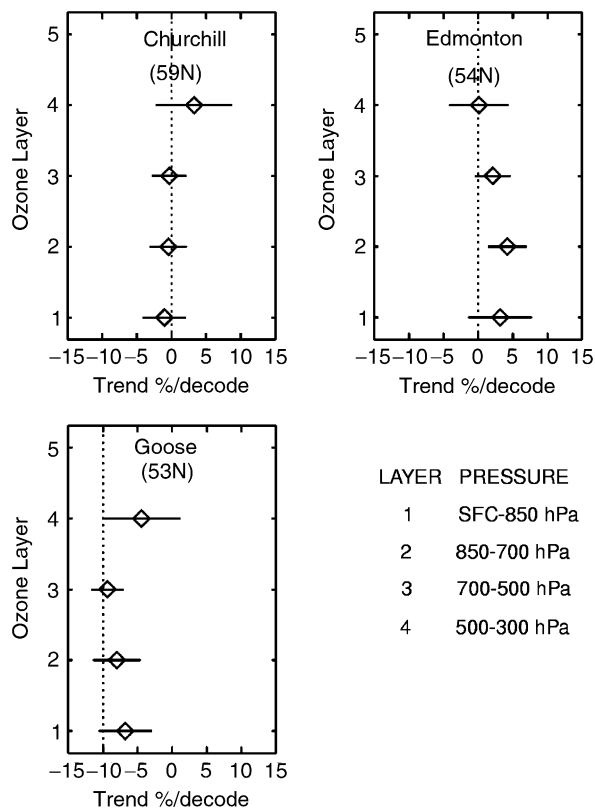 Churchill
(59N)
5
4
3
2
1
Ozone Layer
−15 −10 −5 0 5 10 15
Trend %/decode
Edmonton
(54N)
5
4
3
2
1
Ozone Layer
−15 −10 −5 0 5 10 15
Trend %/decode
Goose
(53N)
5
4
3
2
1
Ozone Layer
−15 −10 −5 0 5 10 15
Trend %/decode
LAYER PRESSURE
1 SFC-850 hPa
2 850-700 hPa
3 700-500 hPa
4 500-300 hPa